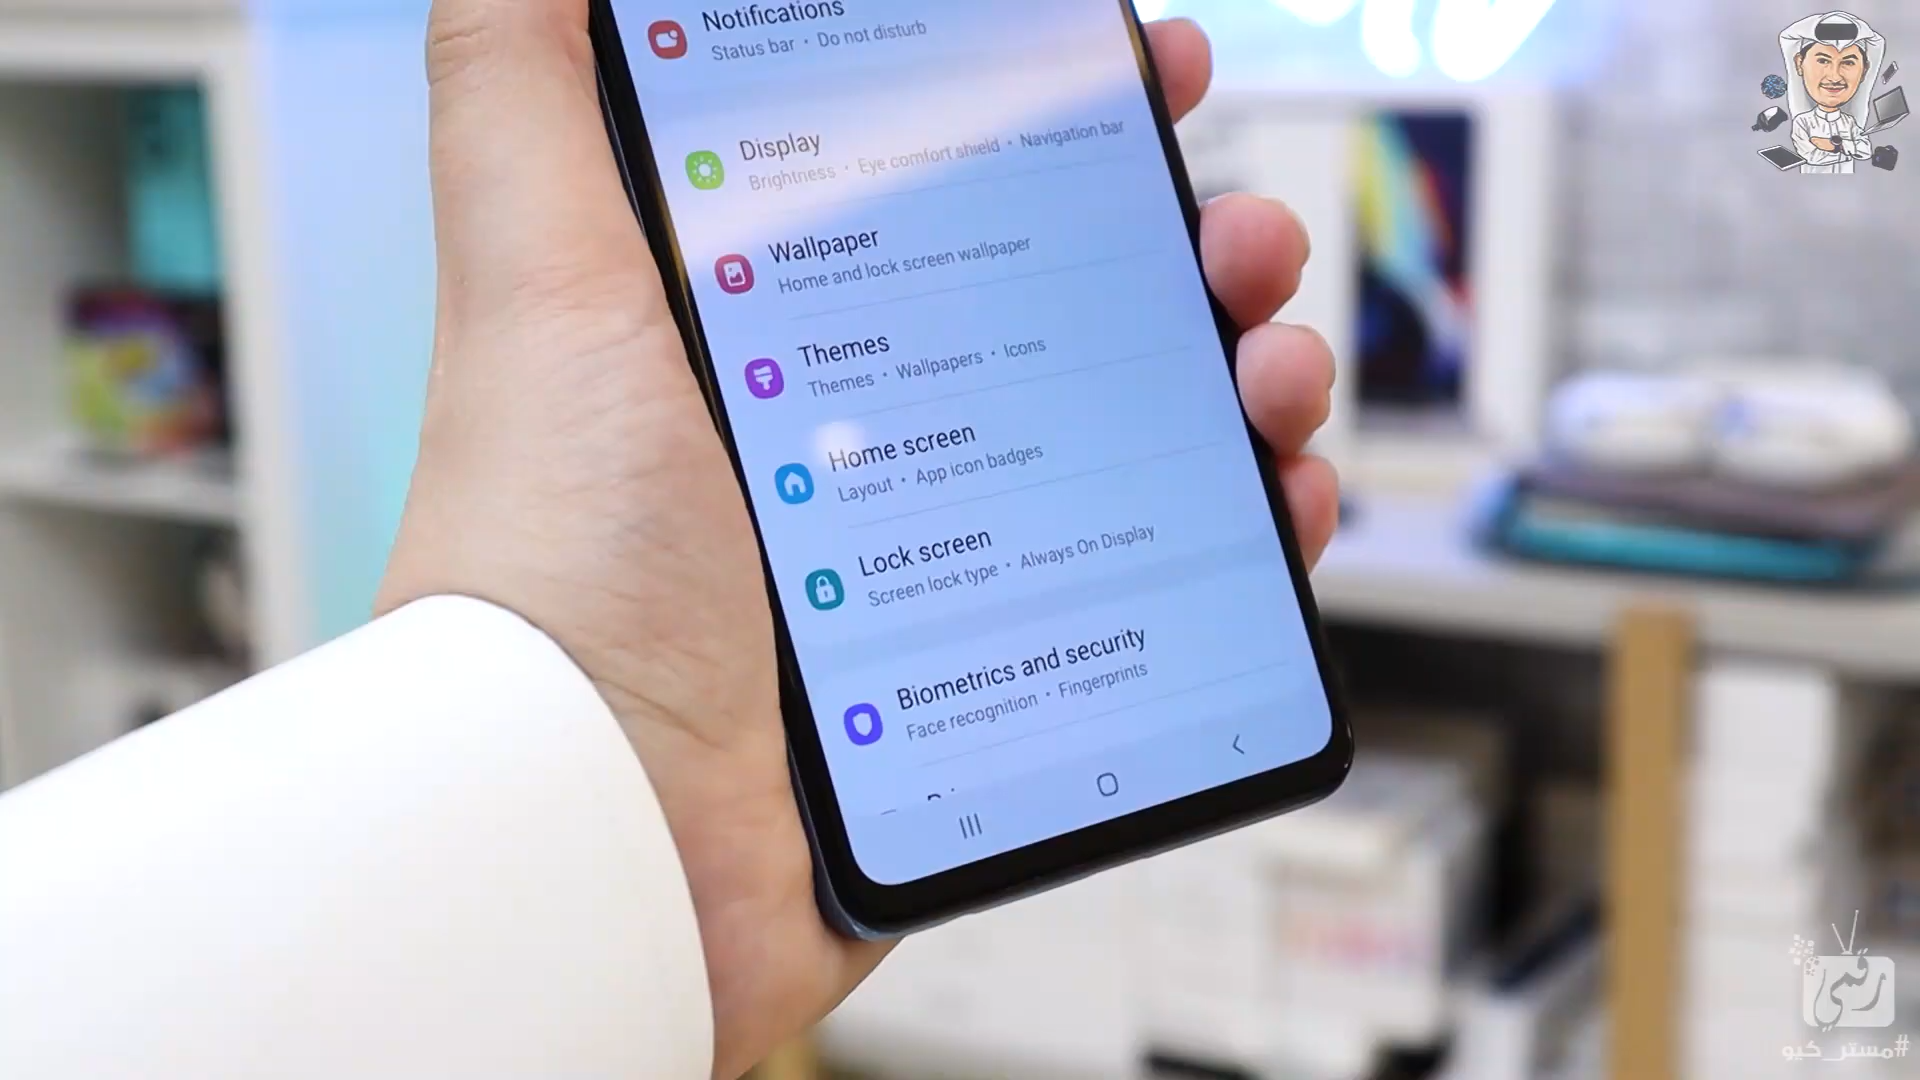 Notifications
Status bar • Do not disturb
Display
Brightness • Eye comfort shield • Navigation bar
Wallpaper
Home and lock screen wallpaper
Themes
Themes • Wallpapers • Icons
Home screen
Layout • App icon badges
Lock screen
Screen lock type • Always On Display
Biometrics and security
Face recognition • Fingerprints
رقمي
#مستر_كيو